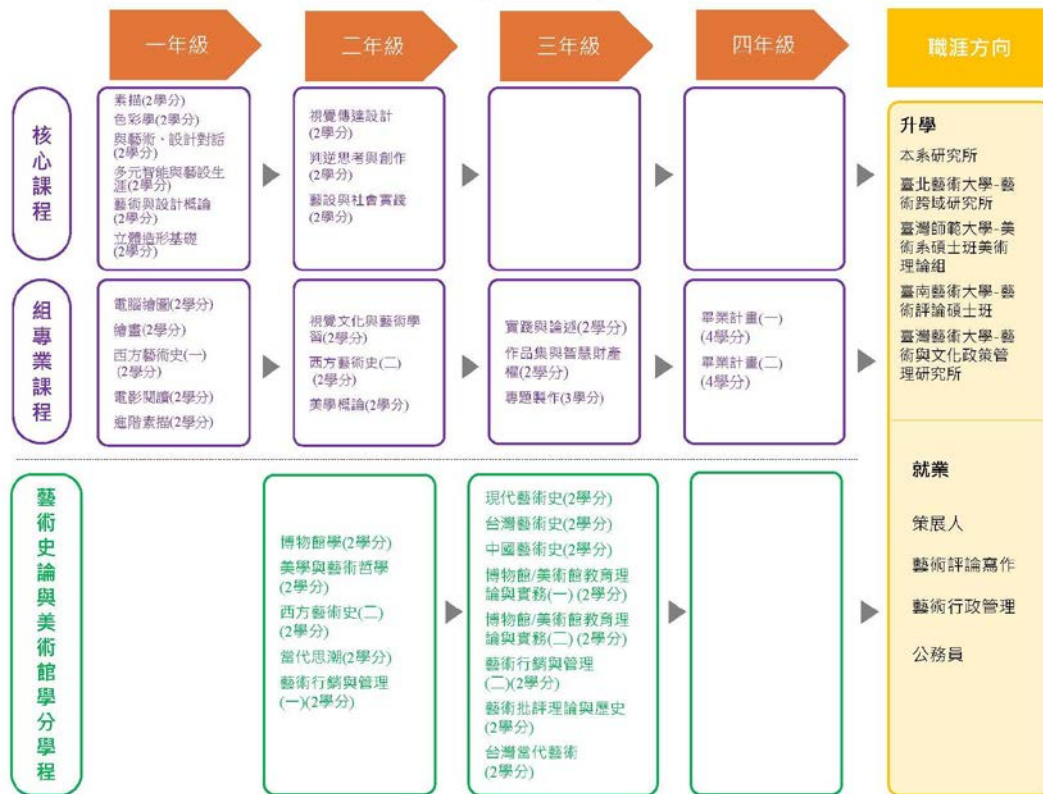 一年級
二年級
三年級
四年級
職涯方向
核心課程
素描(2學分)
色彩學(2學分)
與藝術、設計對話
(2學分)
多元智能與藝設生
涯(2學分)
藝術與設計概論
(2學分)
立體造形基礎
(2學分)
視覺傳達設計
(2學分)
叛逆思考與創作
(2學分)
藝設與社會實踐
(2學分)
組專業課程
電腦繪圖(2學分)
繪畫(2學分)
西方藝術史(一)
(2學分)
電影閱讀(2學分)
進階素描(2學分)
視覺文化與藝術學
習(2學分)
西方藝術史(二)
(2學分)
美學概論(2學分)
實踐與論述(2學分)
作品集與智慧財產
權(2學分)
專題製作(3學分)
畢業計畫(一)
(4學分)
畢業計畫(二)
(4學分)
藝術史論與美術館學分學程
博物館學(2學分)
美學與藝術哲學
(2學分)
西方藝術史(二)
(2學分)
當代思潮(2學分)
藝術行銷與管理
(一)(2學分)
現代藝術史(2學分)
台灣藝術史(2學分)
中國藝術史(2學分)
博物館/美術館教育理
論與實務(一) (2學分)
博物館/美術館教育理
論與實務(二) (2學分)
藝術行銷與管理
(二)(2學分)
藝術批評理論與歷史
(2學分)
台灣當代藝術
(2學分)
升學
本系研究所
臺北藝術大學-藝
術跨域研究所
臺灣師範大學-美
術系碩士班美術
理論組
臺南藝術大學-藝
術評論碩士班
臺灣藝術大學-藝
術與文化政策管
理研究所
就業
策展人
藝術評論寫作
藝術行政管理
公務員